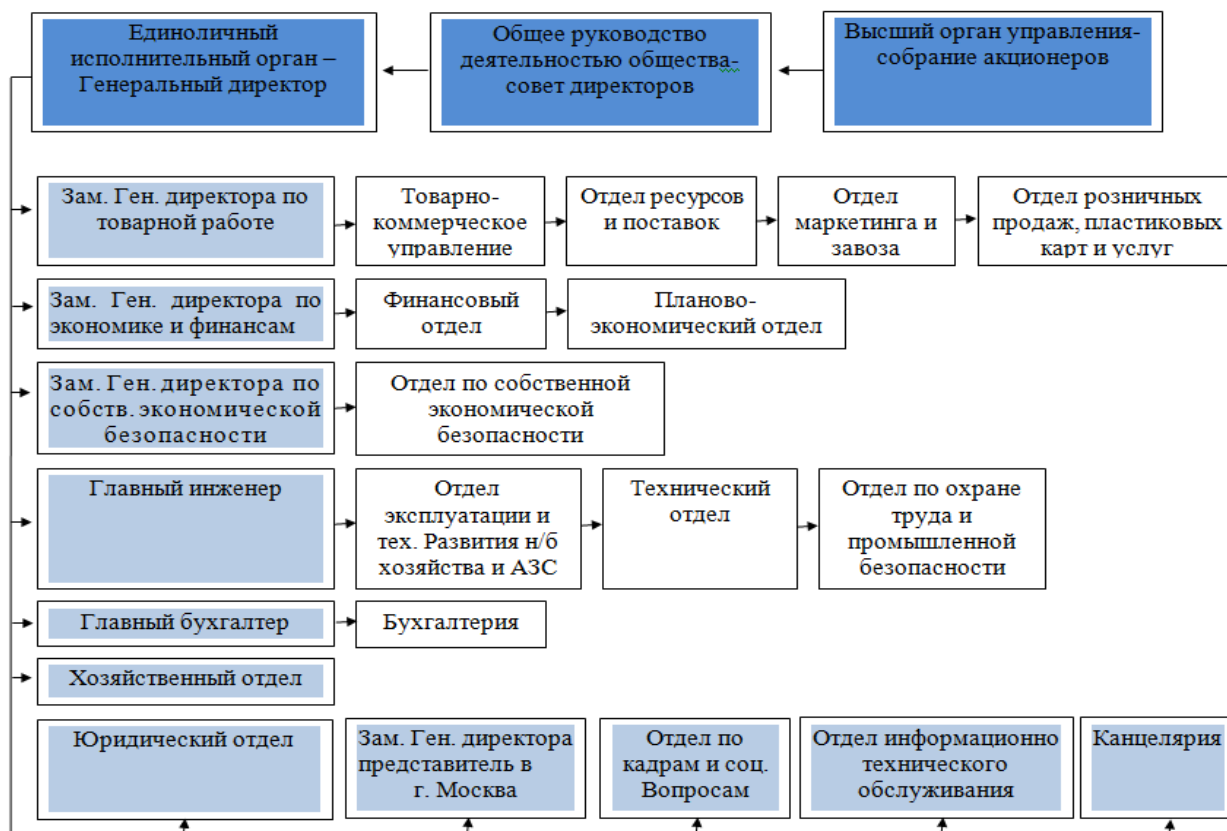 Единоличный
исполнительный орган –
Генеральный директор
Общее руководство
деятельностью общества-
совет директоров
Высший орган управления-
собрание акционеров
Зам. Ген. директора по
товарной работе
Товарно-
коммерческое
управление
Отдел ресурсов
и поставок
Отдел
маркетинга и
завоза
Отдел розничных
продаж, пластиковых
карт и услуг
Зам. Ген. директора по
экономике и финансам
Финансовый
отдел
Планово-
экономический отдел
Зам. Ген. директора по
собств. экономической
безопасности
Отдел по собственной
экономической
безопасности
Главный инженер
Отдел
эксплуатации и
тех. Развития н/б
хозяйства и АЗС
Технический
отдел
Отдел по охране
труда и
промышленной
безопасности
Главный бухгалтер
Бухгалтерия
Хозяйственный отдел
Юридический отдел
Зам. Ген. директора
представитель в
г. Москва
Отдел по
кадрам и соц.
Вопросам
Отдел информационно
технического
обслуживания
Канцелярия